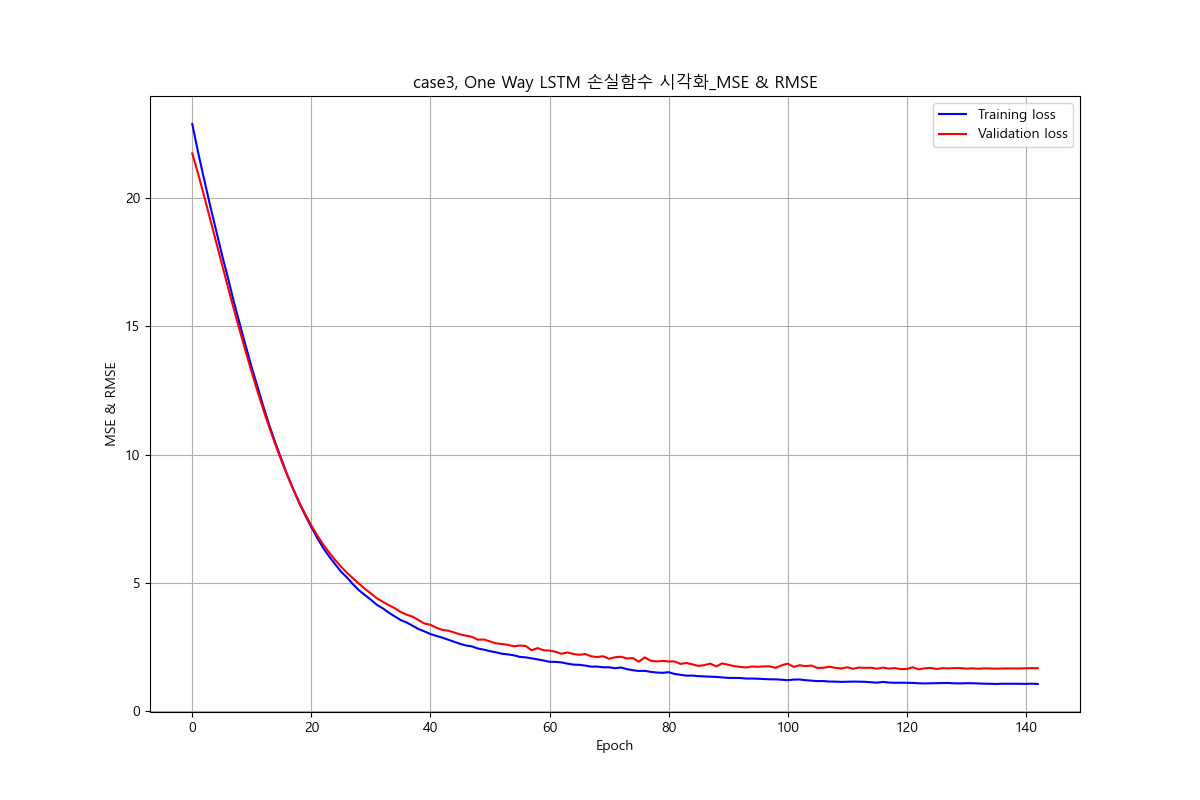 case3, One Way LSTM 손실함수 시각화_MSE & RMSE
Training loss
Validation loss
MSE & RMSE
20
15
10
5
0
0 20 40 60 80 100 120 140
Epoch